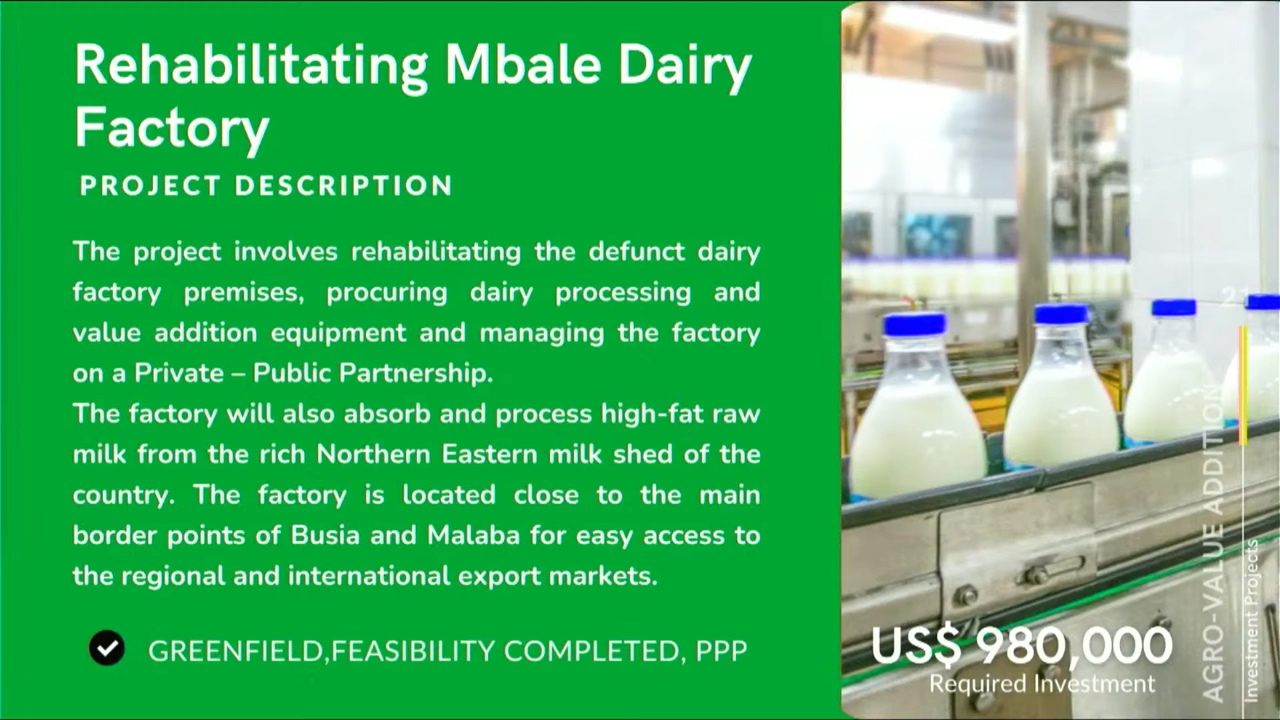 Rehabilitating Mbale Dairy
Factory
PROJECT DESCRIPTION
The project involves rehabilitating the defunct dairy
factory premises, procuring dairy processing and
value addition equipment and managing the factory
on a Private – Public Partnership.
The factory will also absorb and process high-fat raw
milk from the rich Northern Eastern milk shed of the
country. The factory is located close to the main
border points of Busia and Malaba for easy access to
the regional and international export markets.
GREENFIELD,FEASIBILITY COMPLETED, PPP
US$ 980,000
Required Investment
21
AGRO-VALUE ADDITION
Investment Projects